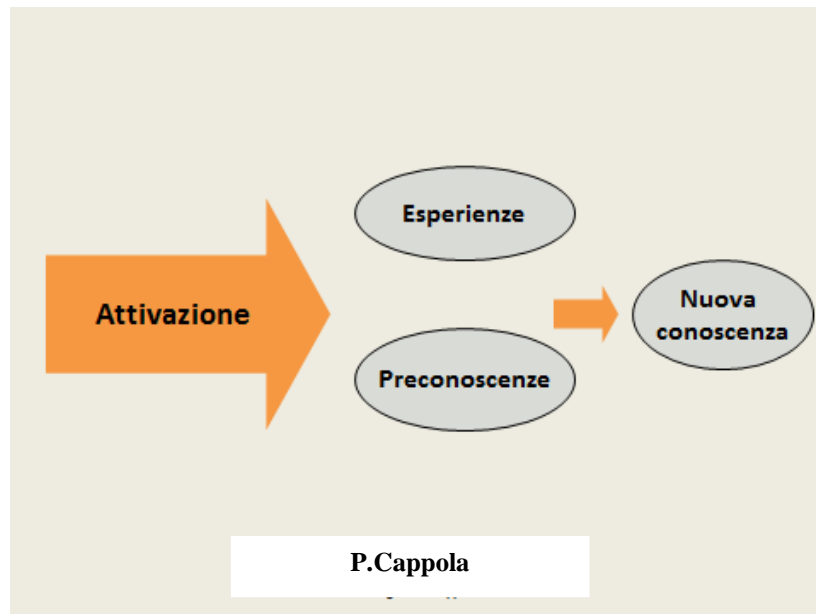 Esperienze
Attivazione
Nuova
conoscenza
Preconoscenze
P.Cappola